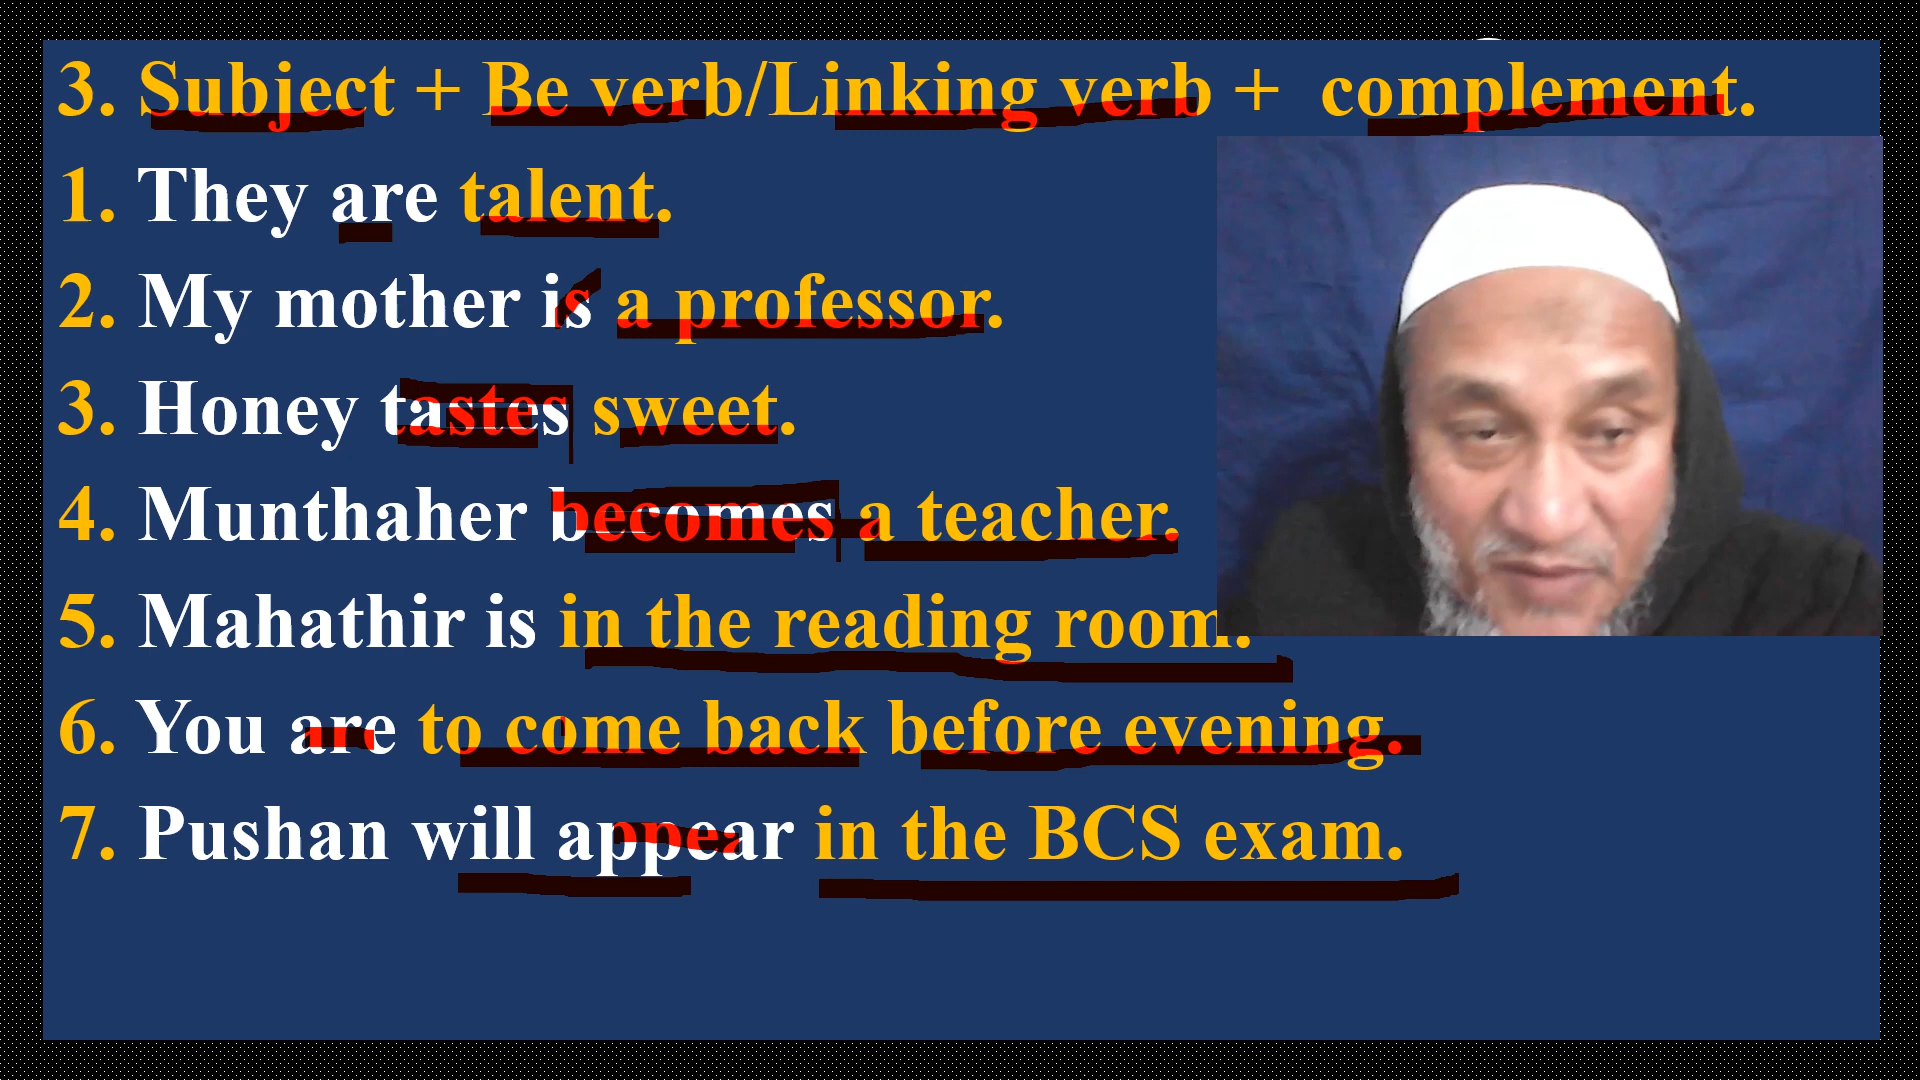 3. Subject + Be verb/Linking verb + complement.
1. They are talent.
2. My mother is a professor.
3. Honey tastes sweet.
4. Munthaher becomes a teacher.
5. Mahathir is in the reading room.
6. You are to come back before evening.
7. Pushan will appear in the BCS exam.